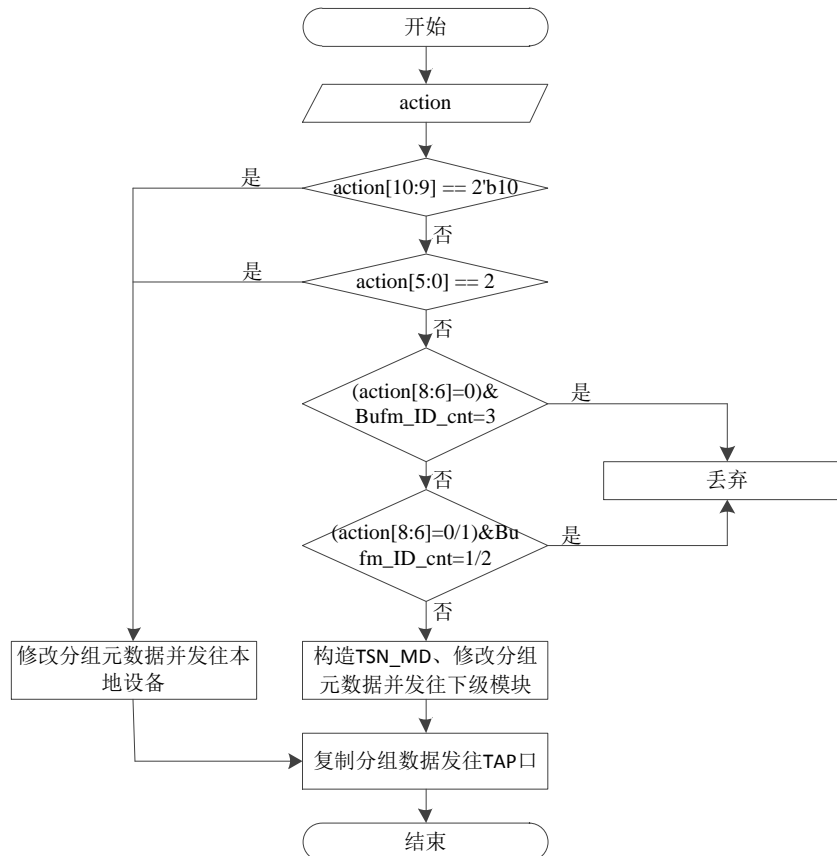 开始
action
是
action[10:9] == 2'b10
否
是
action[5:0] == 2
否
(action[8:6]=0)&
Bufm_ID_cnt=3
是
否
丢弃
(action[8:6]=0/1)&Bu
fm_ID_cnt=1/2
是
否
修改分组元数据并发往本
地设备
构造TSN_MD、修改分组
元数据并发往下级模块
复制分组数据发往TAP口
结束